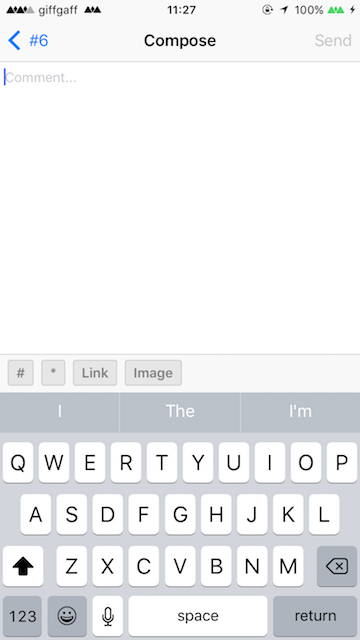 giffgaff 11:27 100%
#6 Compose Send
Comment...
# * Link Image
I The I'm
Q W E R T Y U I O P
A S D F G H J K L
Z X C V B N M
123 space return